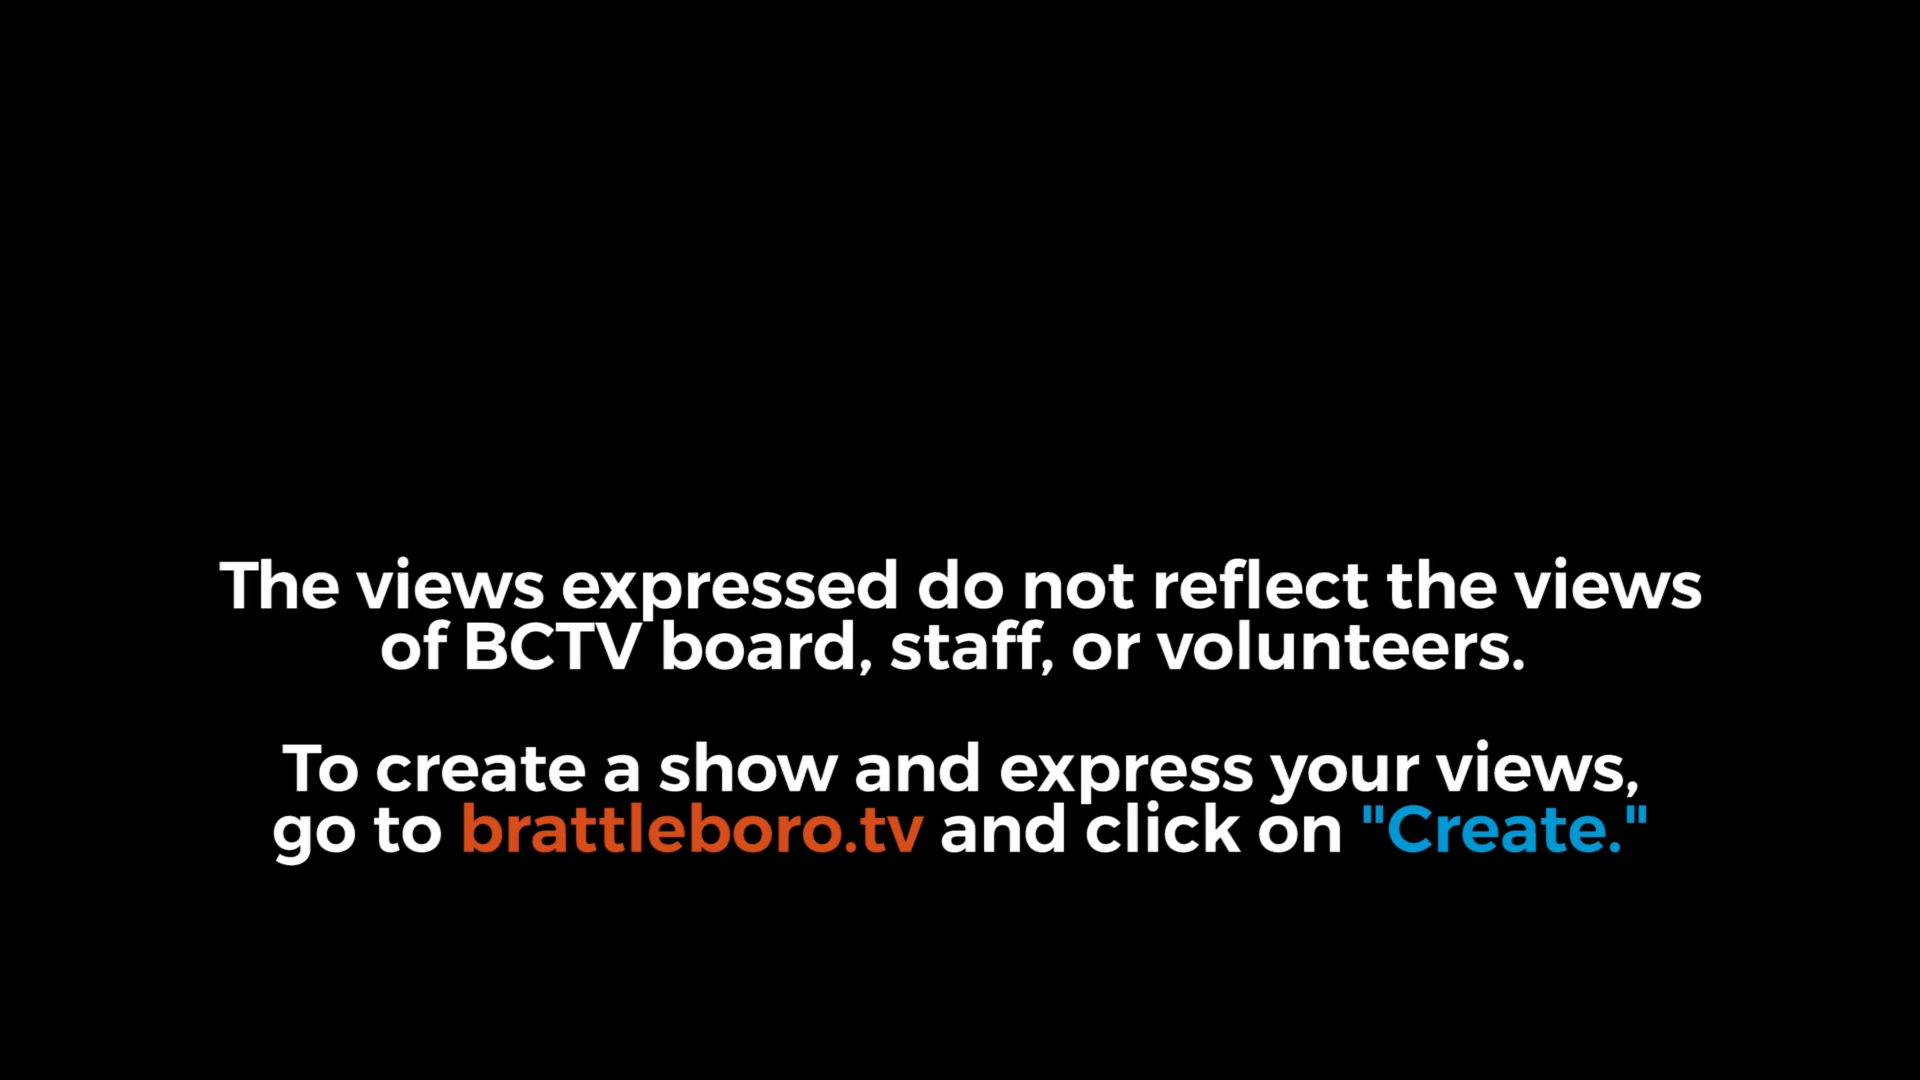 The views expressed do not reflect the views
of BCTV board, staff, or volunteers.
To create a show and express your views,
go to brattleboro.tv and click on "Create."